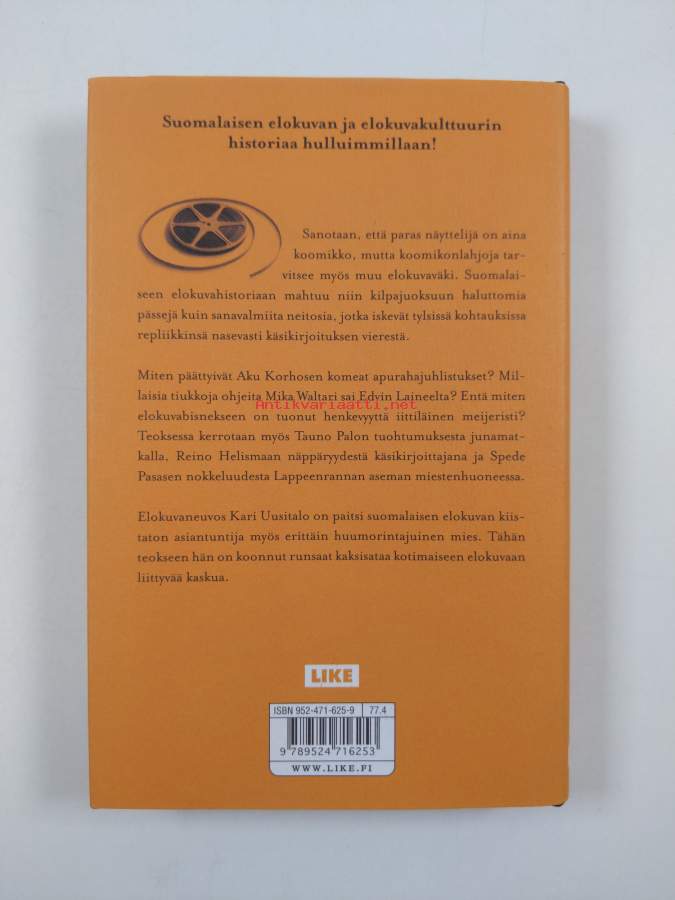 Suomalaisen elokuvan ja elokuvakulttuurin
historiaa hulluimmillaan!
Sanotaan, että paras näyttelijä on aina
koomikko, mutta koomikonlahjoja tar-
vitsee myös muu elokuvaväki. Suomalai-
seen elokuvahistoriaan mahtuu niin kilpajuoksuun haluttomia
pässejä kuin sanavalmiita neitosia, jotka iskevät tylsissä kohtauksissa
repliikkinsä nasevasti käsikirjoituksen vierestä.
Miten päättyivät Aku Korhosen komeat apurahajuhlistukset? Mil-
laisia tiukkoja ohjeita Mika Waltari sai Edvin Laineelta? Entä miten
Antikvariaatti.net
elokuvabisnekseen on tuonut henkevyyttä iittiläinen meijeristi?
Teoksessa kerrotaan myös Tauno Palon tuohtumuksesta junamat-
kalla, Reino Helismaan näppäryydestä käsikirjoittajana ja Spede
Pasasen nokkeluudesta Lappeenrannan aseman miestenhuoneessa.
Elokuvaneuvos Kari Uusitalo on paitsi suomalaisen elokuvan kiis-
taton asiantuntija myös erittäin huumorintajuinen mies. Tähän
teokseen hän on koonnut runsaat kaksisataa kotimaiseen elokuvaan
liittyvää kaskua.
LIKE
ISBN 952-471-625-9 77.4
9 789524 716253
WWW.LIKE.FI